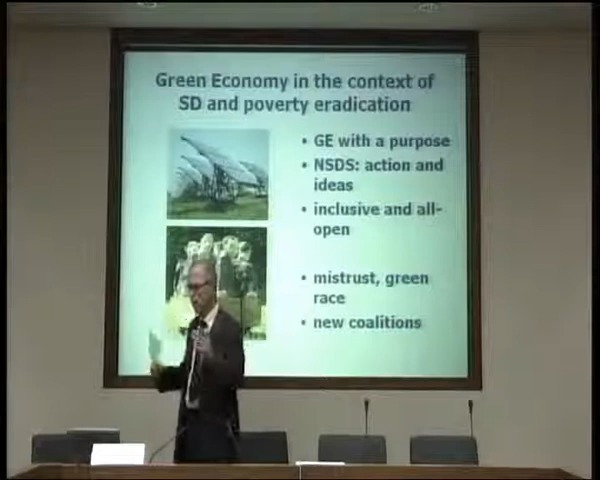 Green Economy in the context of
SD and poverty eradication
• GE with a purpose
• NSDS: action and
ideas
• inclusive and all-
open
• mistrust, green
race
• new coalitions